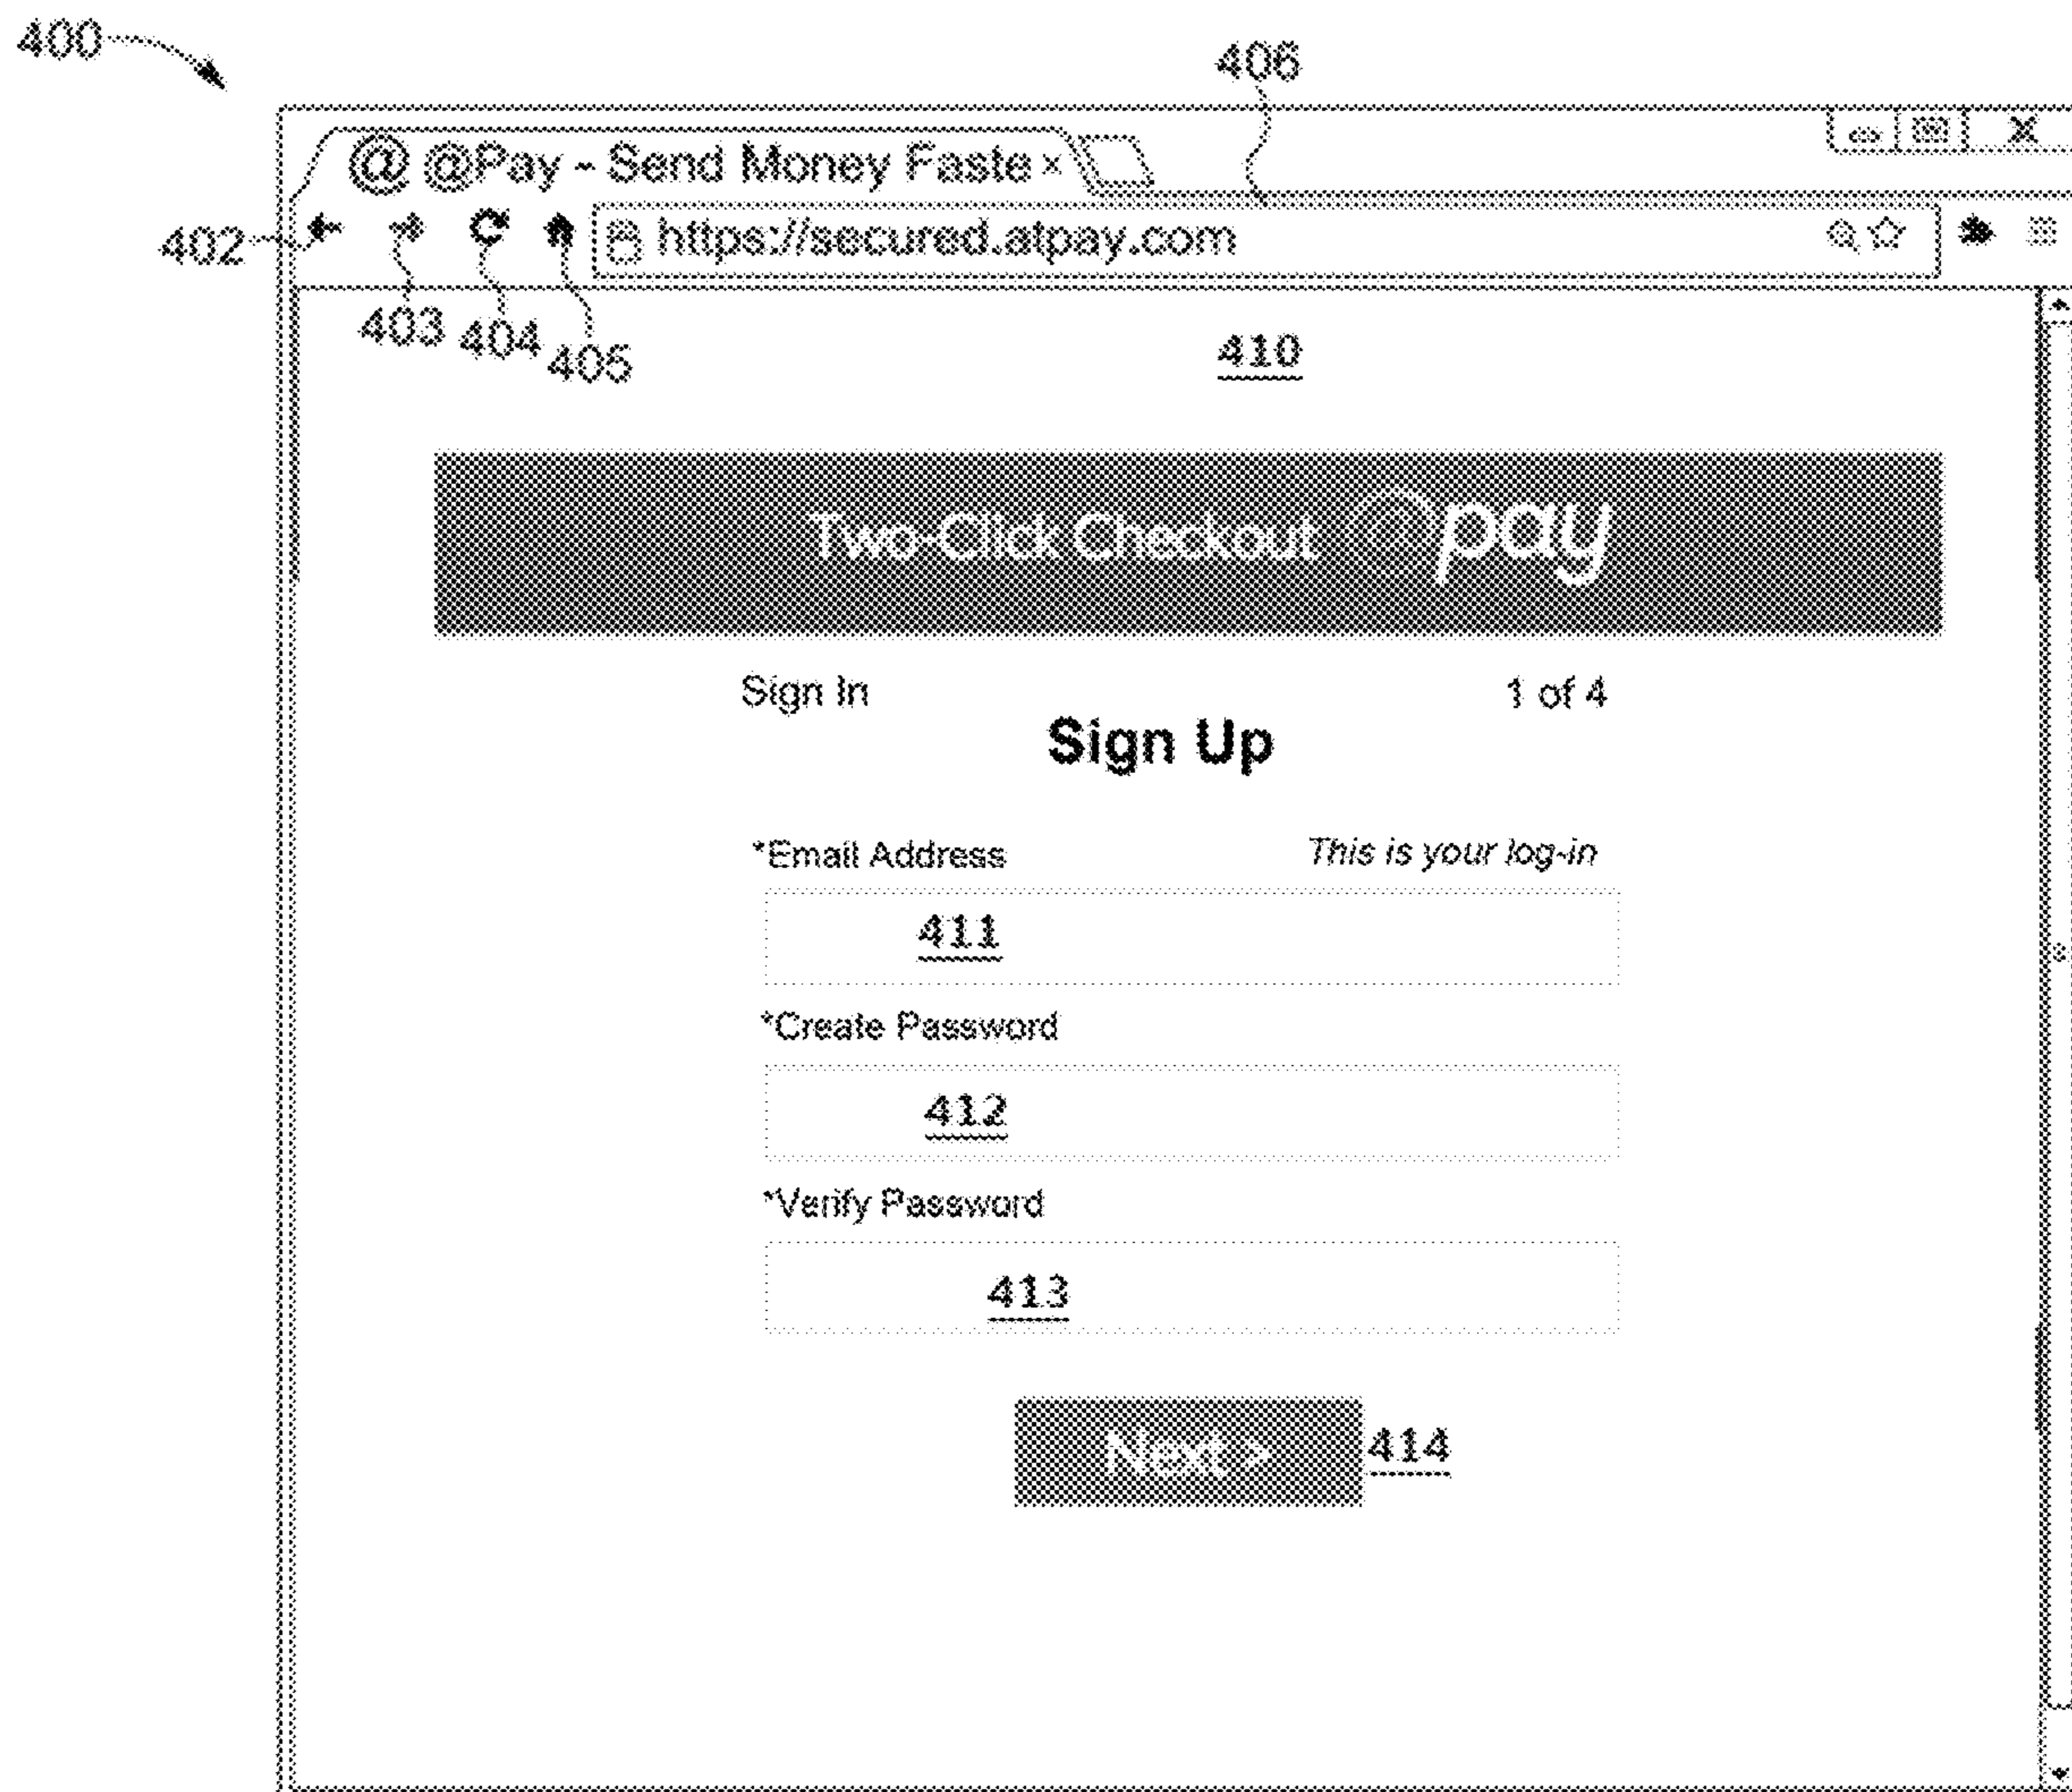 400
406
@ @Pay - Send Money Faste ×
402
https://secured.atpay.com
403 404 405
410
Two-Click Checkout @pay
Sign In 1 of 4
Sign Up
*Email Address This is your log-in
411
*Create Password
412
*Verify Password
413
Next > 414